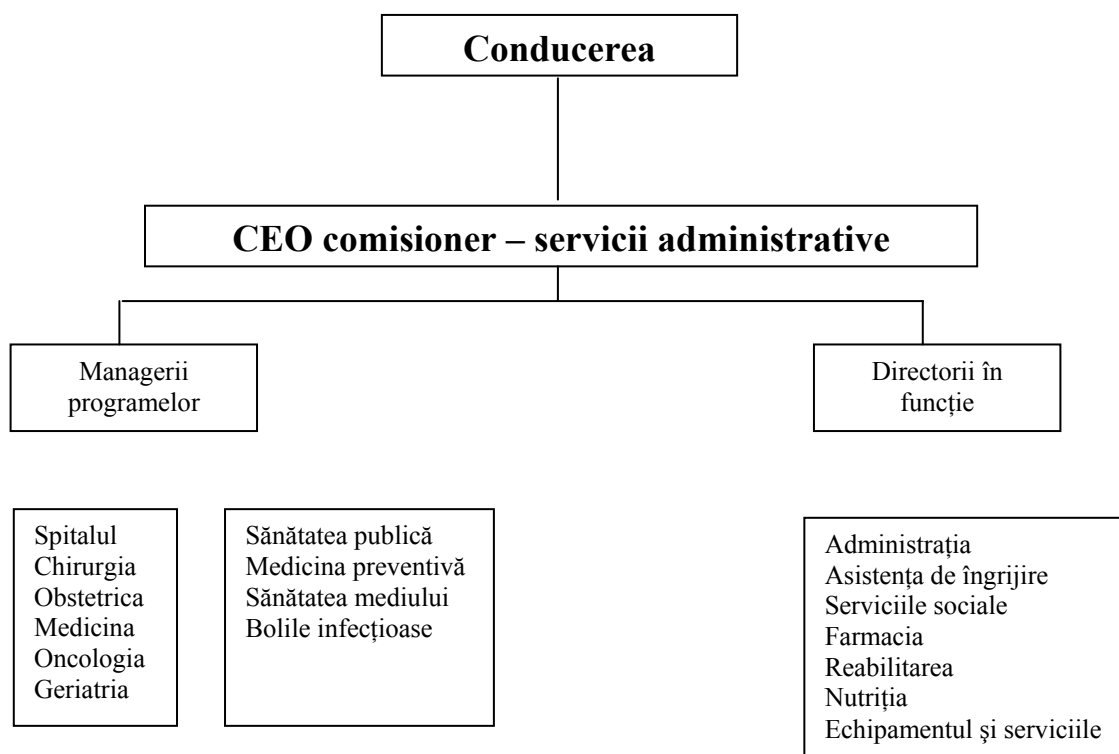 Conducerea
CEO comisioner – servicii administrative
Managerii
programelor
Directorii în
funcție
Spitalul
Chirurgia
Obstetrica
Medicina
Oncologia
Geriatria
Sănătatea publică
Medicina preventivă
Sănătatea mediului
Bolile infecțioase
Administrația
Asistența de îngrijire
Serviciile sociale
Farmacia
Reabilitarea
Nutriția
Echipamentul şi serviciile